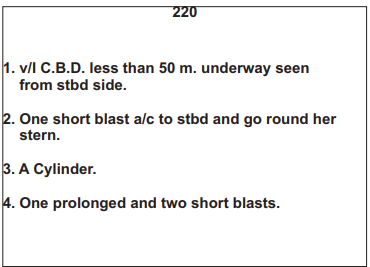 220
1. v/l C.B.D. less than 50 m. underway seen
from stbd side.
2. One short blast a/c to stbd and go round her
stern.
3. A Cylinder.
4. One prolonged and two short blasts.